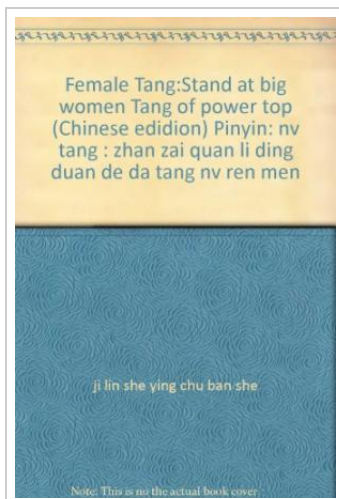 Female Tang:Stand at big
women Tang of power top
(Chinese edidion) Pinyin: nv
tang : zhan zai quan li ding
duan de da tang nv ren men
ji lin she ying chu ban she
Note: This is no the actual book cover